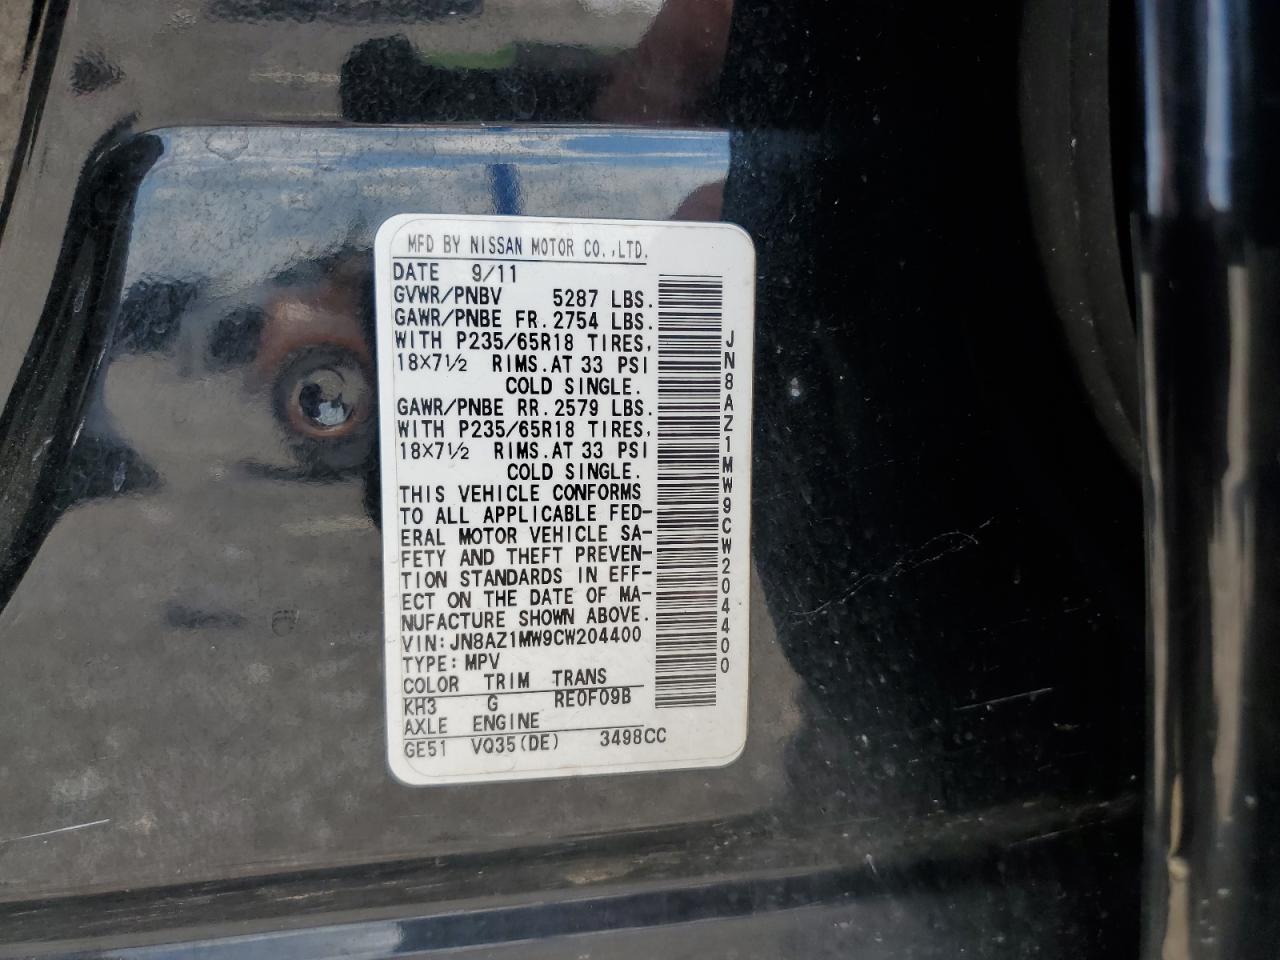 MFD BY NISSAN MOTOR CO.,LTD.
DATE 9/11
GVWR/PNBV 5287 LBS.
GAWR/PNBE FR. 2754 LBS.
WITH P235/65R18 TIRES,
18×7½ RIMS. AT 33 PSI
COLD SINGLE.
GAWR/PNBE RR. 2579 LBS.
WITH P235/65R18 TIRES,
18×7½ RIMS. AT 33 PSI
COLD SINGLE.
THIS VEHICLE CONFORMS
TO ALL APPLICABLE FED-
ERAL MOTOR VEHICLE SA-
FETY AND THEFT PREVEN-
TION STANDARDS IN EFF-
ECT ON THE DATE OF MA-
NUFACTURE SHOWN ABOVE.
VIN: JN8AZ1MW9CW204400
TYPE: MPV
COLOR TRIM TRANS
KH3 G RE0F09B
AXLE ENGINE
GE51 VQ35(DE) 3498CC
JN8AZ1MW9CW204400